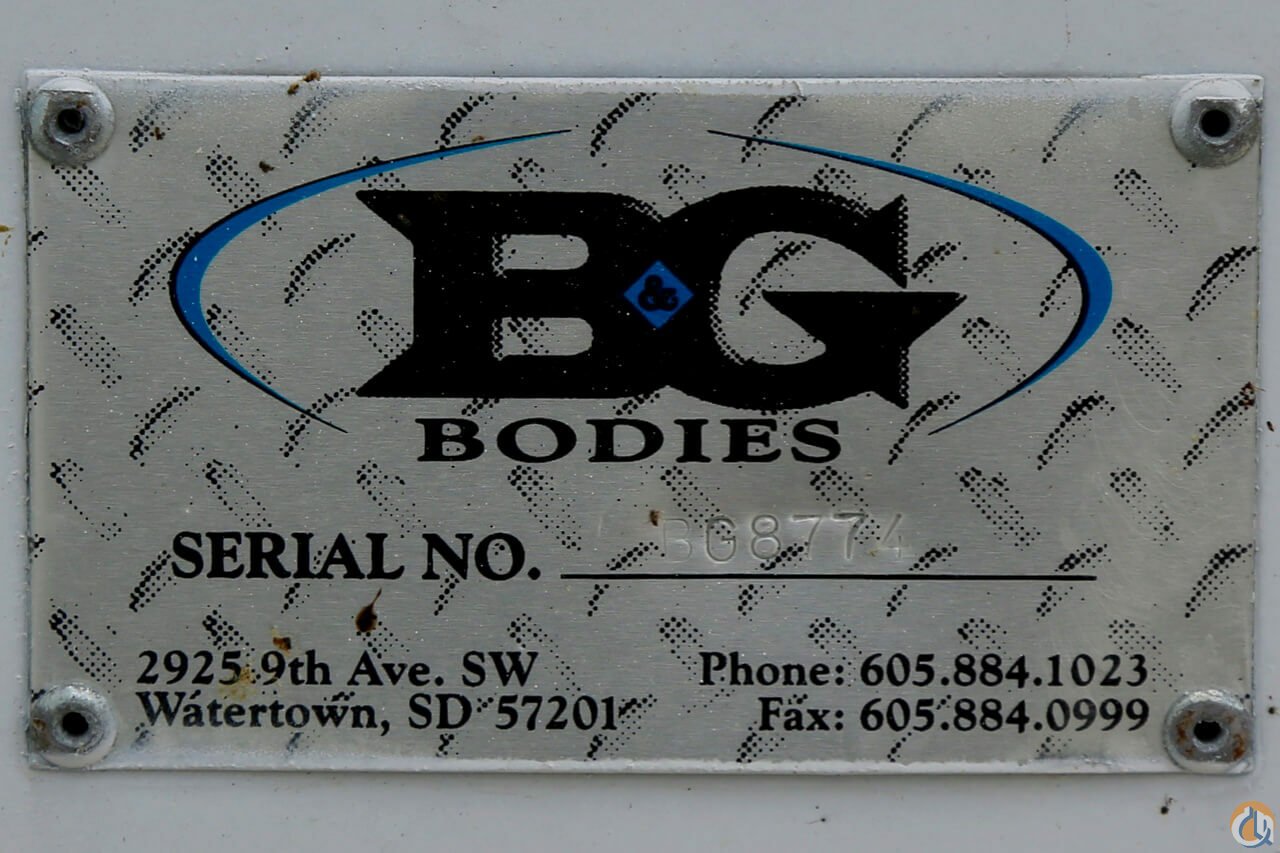 B&G
BODIES
SERIAL NO. BG8774
2925 9th Ave. SW
Watertown, SD 57201
Phone: 605.884.1023
Fax: 605.884.0999